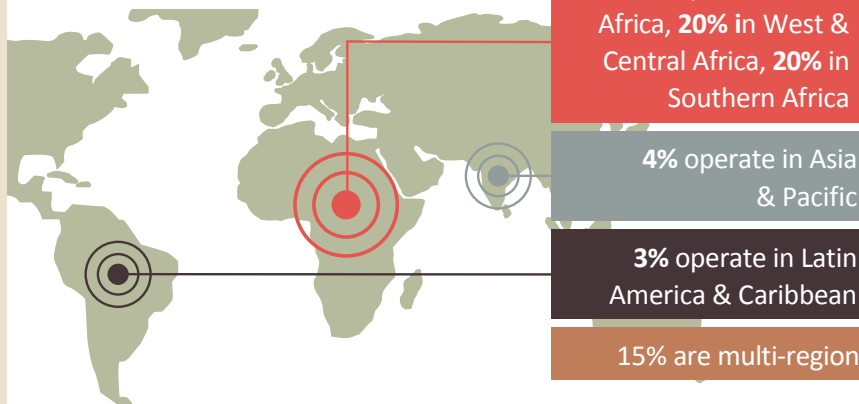 Africa, 20% in West &
Central Africa, 20% in
Southern Africa
4% operate in Asia
& Pacific
3% operate in Latin
America & Caribbean
15% are multi-region